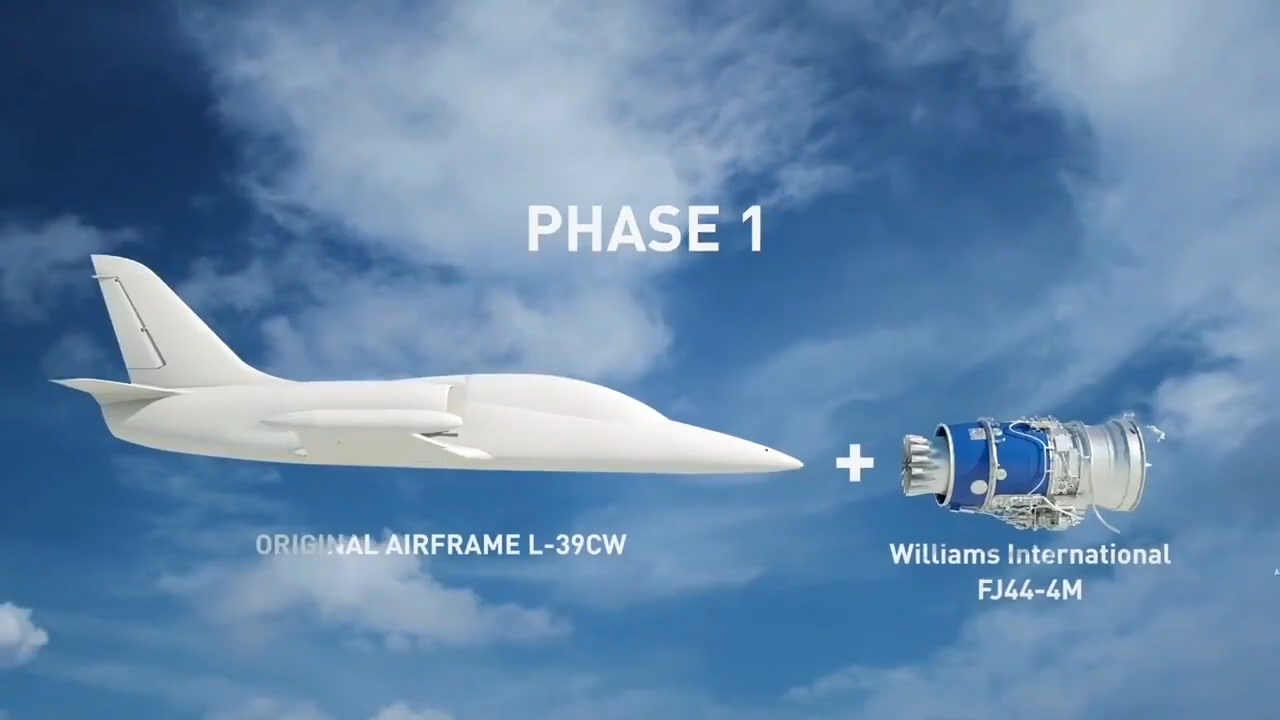 PHASE 1
+
ORIGINAL AIRFRAME L-39CW
Williams International
FJ44-4M